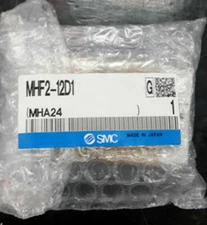 MHF2-12D1
G
(MHA24 )
1
SMC
MADE IN JAPAN